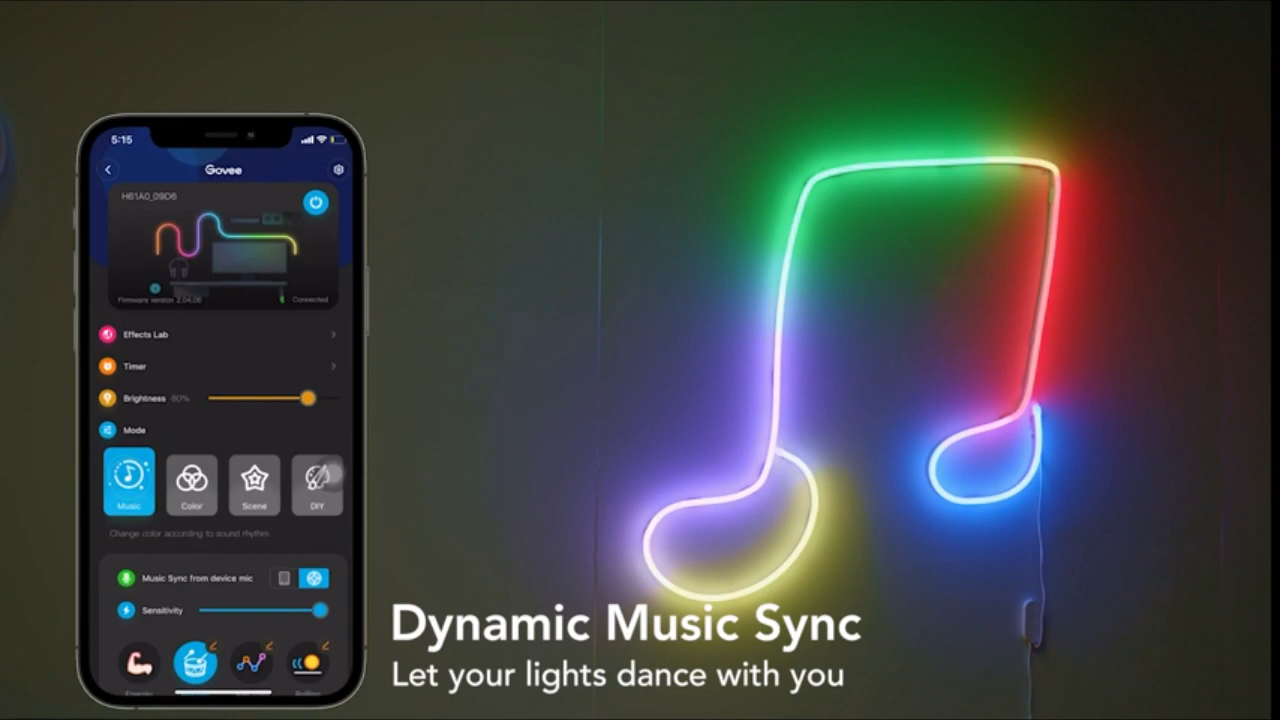 5:15
Govee
H61A0_09D6
Firmware version 2.04.06
Connected
Effects Lab
Timer
Brightness 80%
Mode
Music
Color
Scene
DIY
Change color according to sound rhythm
Music Sync from device mic
Sensitivity
Dynamic Music Sync
Let your lights dance with you